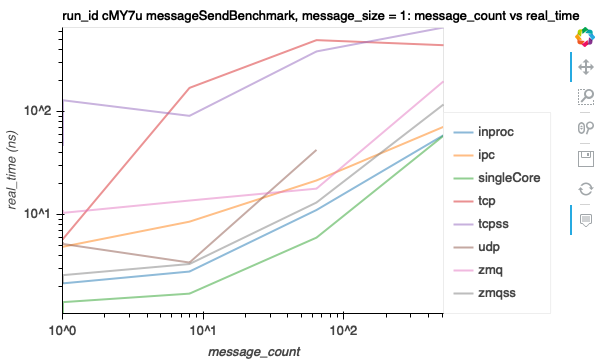 run_id cMY7u messageSendBenchmark, message_size = 1: message_count vs real_time
real_time (ns)
10^2
10^1
10^0
10^1
10^2
message_count
inproc
ipc
singleCore
tcp
tcpss
udp
zmq
zmqss